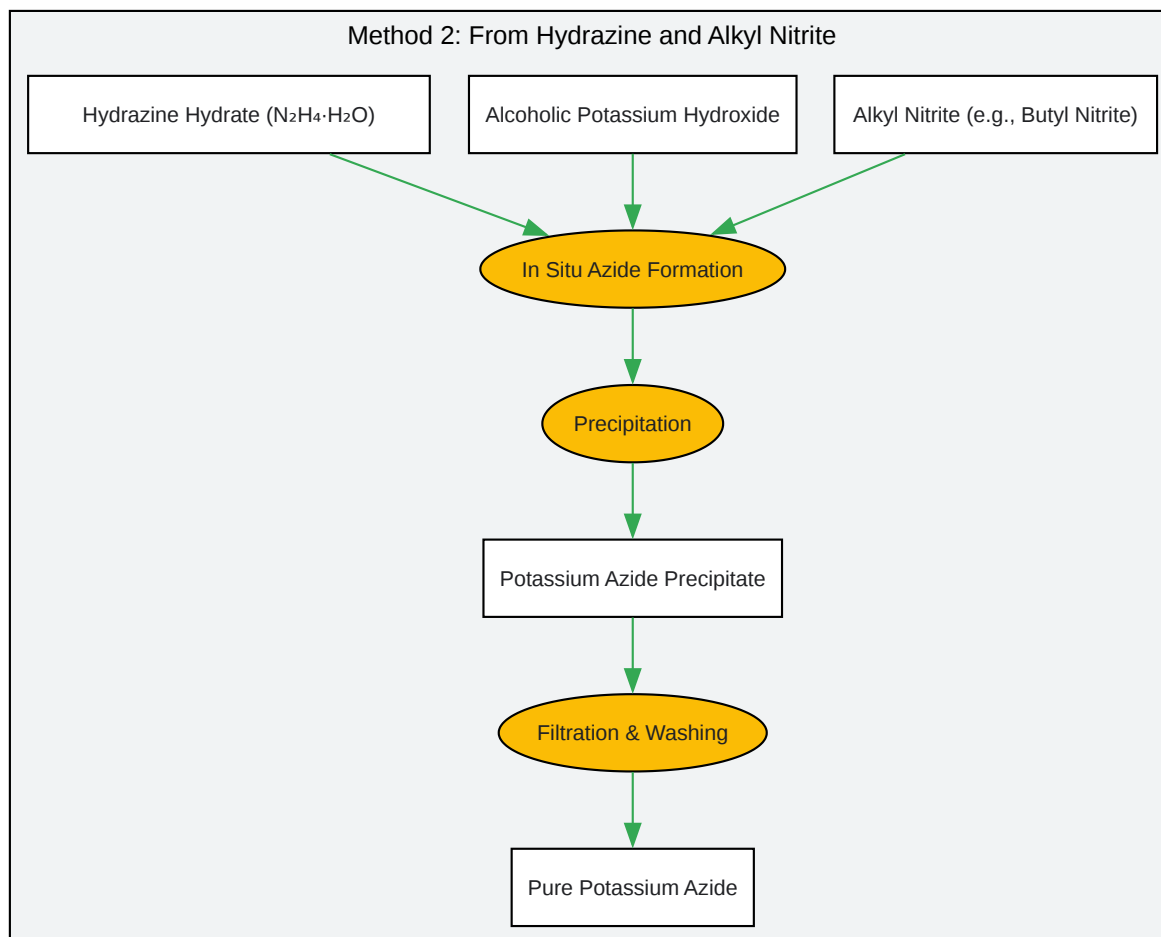 Method 2: From Hydrazine and Alkyl Nitrite
Hydrazine Hydrate (N₂H₄·H₂O)
Alcoholic Potassium Hydroxide
Alkyl Nitrite (e.g., Butyl Nitrite)
In Situ Azide Formation
Precipitation
Potassium Azide Precipitate
Filtration & Washing
Pure Potassium Azide